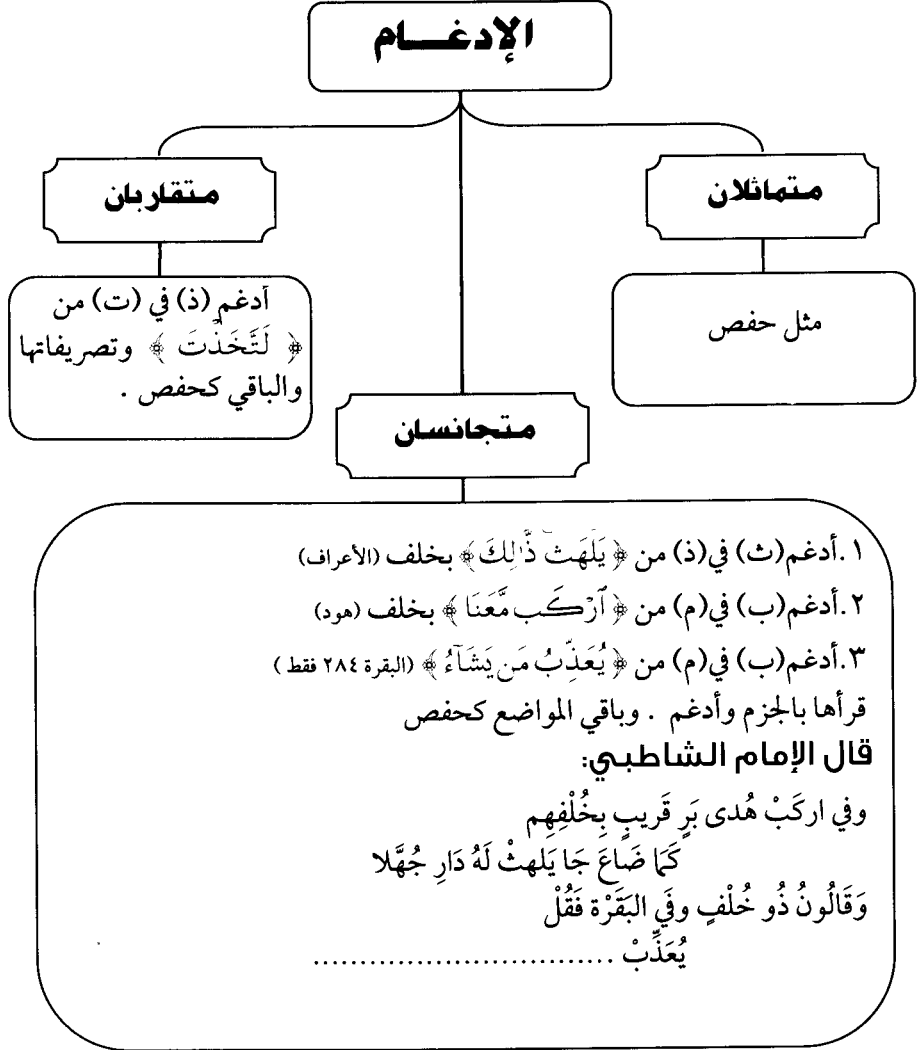 الإدغـــام
متماثلان
مثل حفص
متقاربان
أدغم (ذ) في (ت) من
﴿ لَتَّخَذْتَ ﴾ وتصريفاتها
والباقي كحفص .
متجانسان
١.أدغم(ث) في(ذ) من ﴿يَلْهَث ذَّٰلِكَ﴾ بخلف (الأعراف)
٢.أدغم(ب) في(م) من ﴿ ٱرْكَب مَّعَنَا ﴾ بخلف (هود)
٣.أدغم(ب) في(م) من ﴿ يُعَذِّبُ مَن يَشَآءُ ﴾ (البقرة ٢٨٤ فقط )
قرأها بالجزم وأدغم . وباقي المواضع كحفص
قال الإمام الشاطبي:
وفي اركَبْ هُدى بَرٍ قَريبٍ بِخُلْفِهِم
كَمَا ضَاعَ جَا يَلهثْ لَهُ دَارِ جُهَّلا
وَقَالُونُ ذُو خُلْفٍ وفَي البَقَرْة فَقُلْ
يُعَذِّبْ ................................